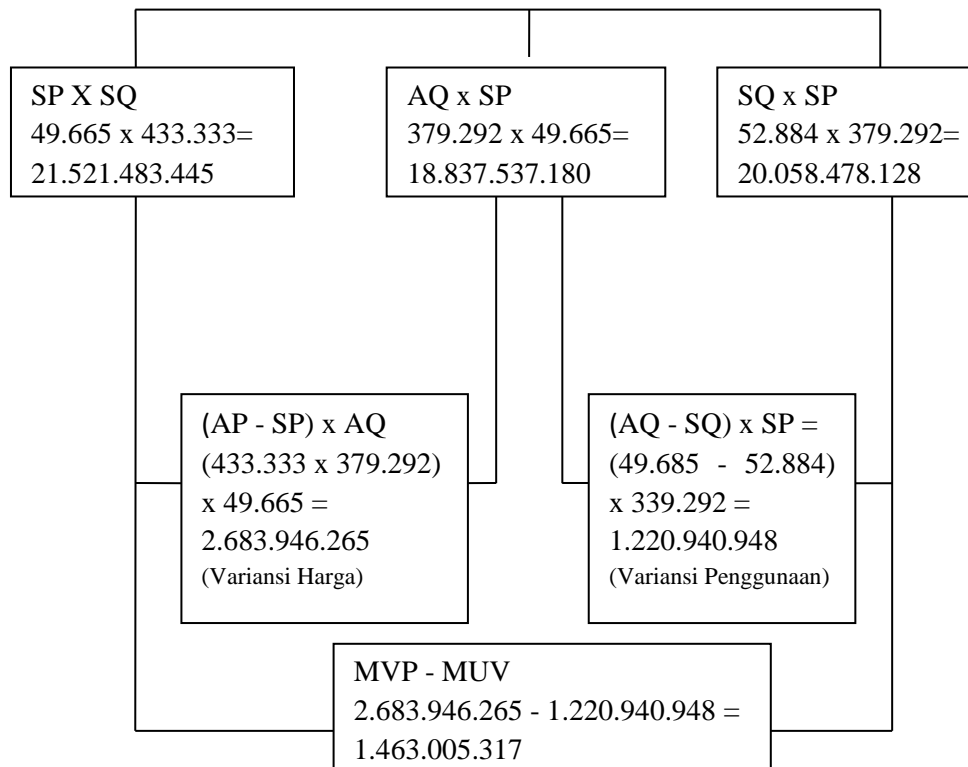 SP X SQ
49.665 x 433.333=
21.521.483.445
AQ x SP
379.292 x 49.665=
18.837.537.180
SQ x SP
52.884 x 379.292=
20.058.478.128
(AP - SP) x AQ
(433.333 x 379.292)
x 49.665 =
2.683.946.265
(Variansi Harga)
(AQ - SQ) x SP =
(49.685 - 52.884)
x 339.292 =
1.220.940.948
(Variansi Penggunaan)
MVP - MUV
2.683.946.265 - 1.220.940.948 =
1.463.005.317